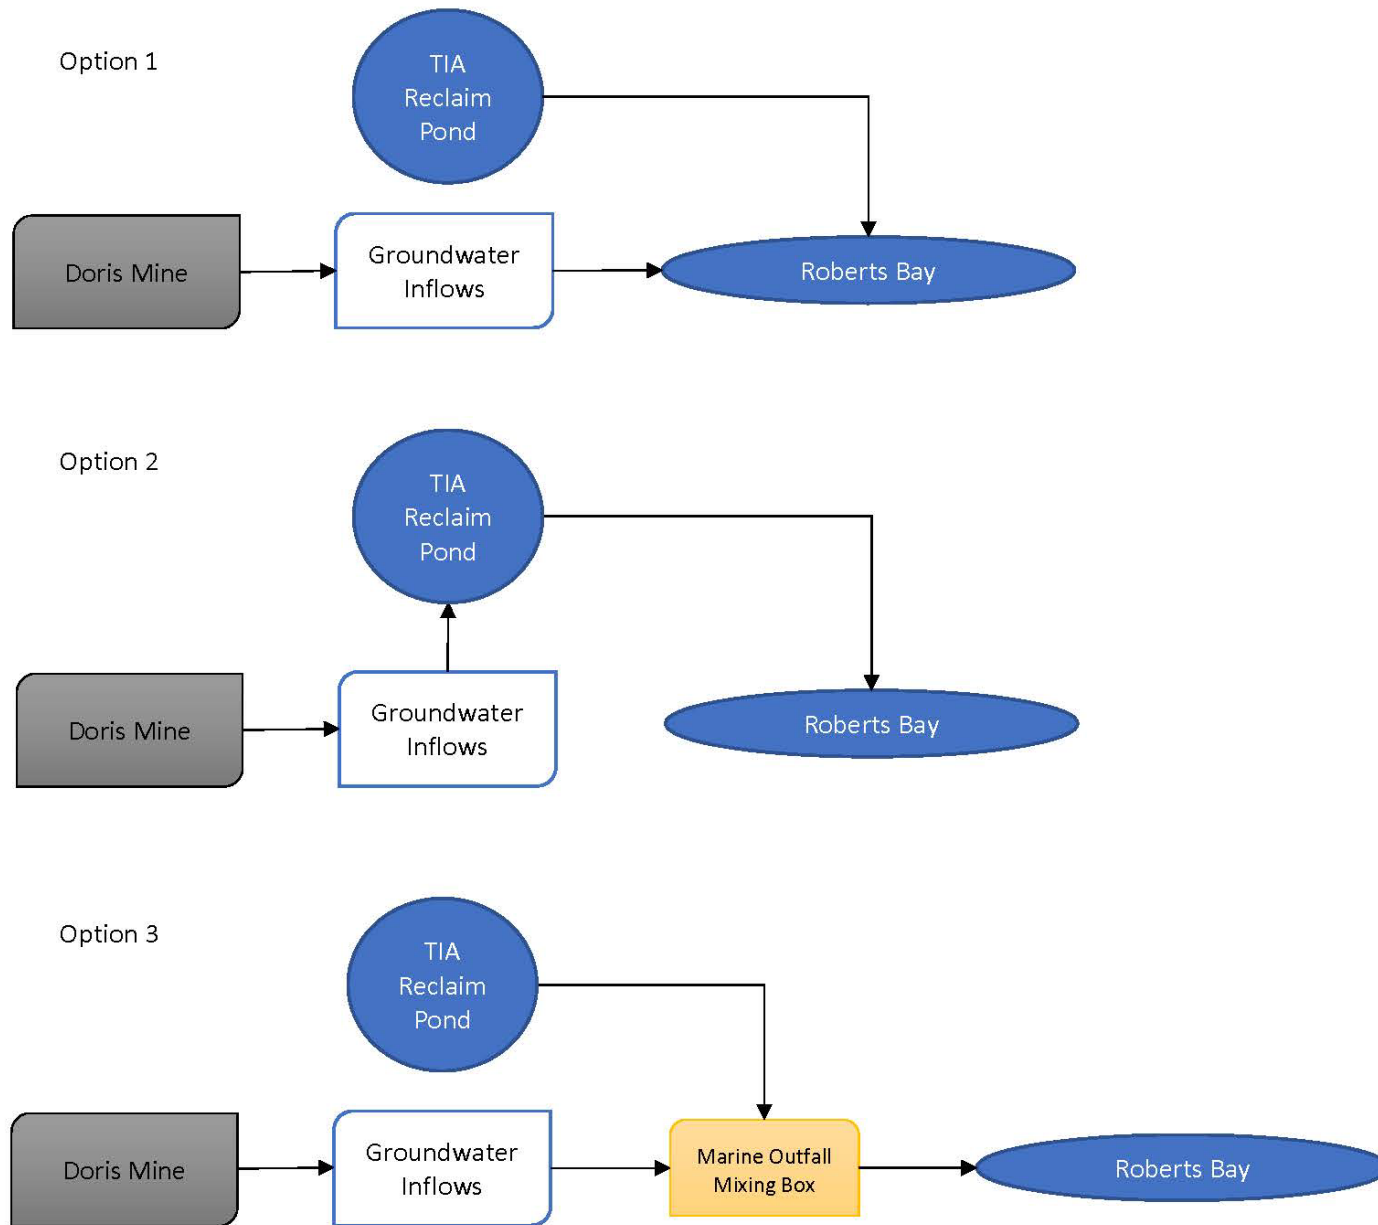 Option 1
TIA
Reclaim
Pond
Doris Mine
Groundwater
Inflows
Roberts Bay
Option 2
TIA
Reclaim
Pond
Doris Mine
Groundwater
Inflows
Roberts Bay
Option 3
TIA
Reclaim
Pond
Doris Mine
Groundwater
Inflows
Marine Outfall
Mixing Box
Roberts Bay